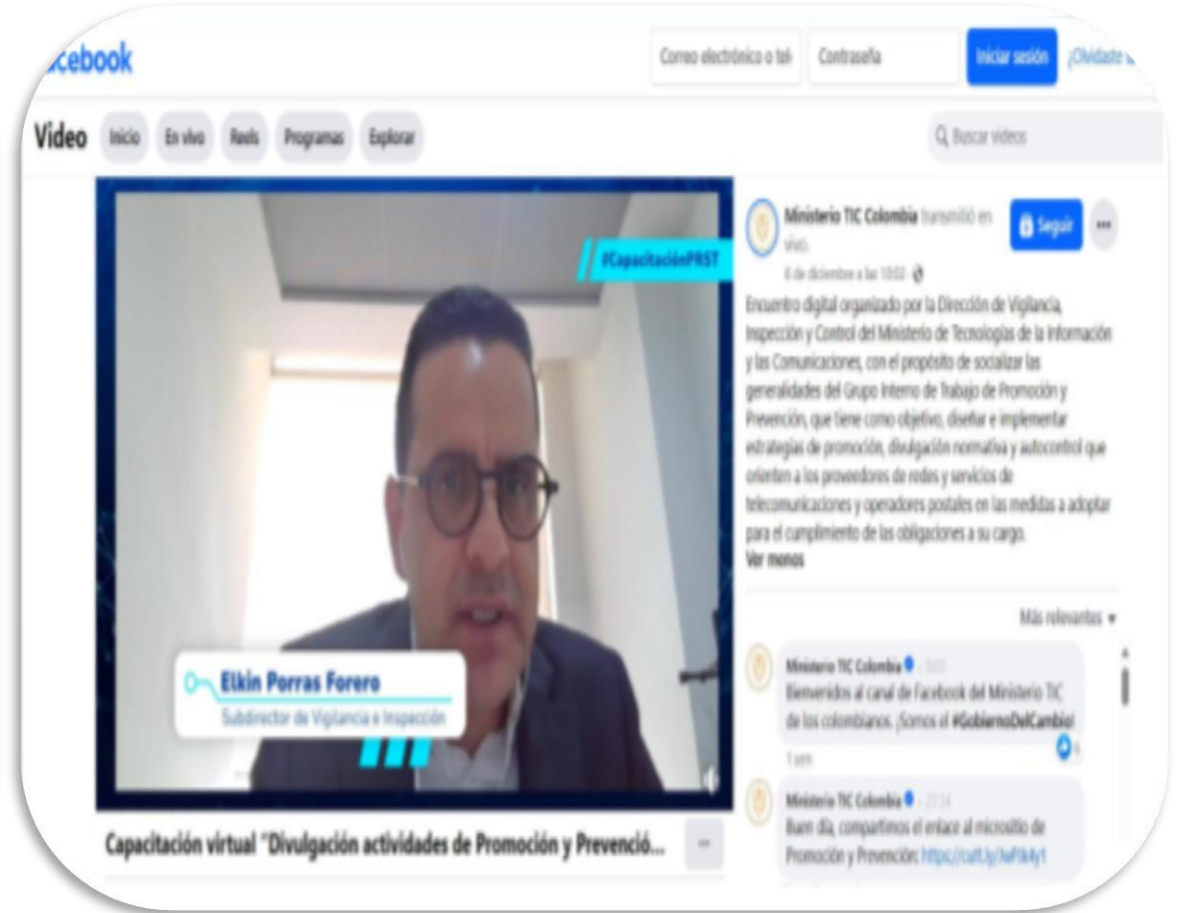 cebook
Correo electrónico o tel
Contraseña
Iniciar sesión
¿Olvidaste
Video
Inicio
En vivo
Reels
Programas
Explorar
Buscar videos
#CapacitaciónPRST
Elkin Porras Forero
Subdirector de Vigilancia e Inspección
Capacitación virtual "Divulgación actividades de Promoción y Prevenció...
Ministerio TIC Colombia transmitió en
vivo.
6 de diciembre a las 10:02
Seguir
Encuentro digital organizado por la Dirección de Vigilancia,
Inspección y Control del Ministerio de Tecnologías de la Información
y las Comunicaciones, con el propósito de socializar las
generalidades del Grupo Interno de Trabajo de Promoción y
Prevención, que tiene como objetivo, diseñar e implementar
estrategias de promoción, divulgación normativa y autocontrol que
orienten a los proveedores de redes y servicios de
telecomunicaciones y operadores postales en las medidas a adoptar
para el cumplimiento de las obligaciones a su cargo.
Ver menos
Más relevantes
Ministerio TIC Colombia
Bienvenidos al canal de Facebook del Ministerio TIC
de los colombianos. ¡Somos el #GobiernoDelCambio!
1 sem
Ministerio TIC Colombia
Buen día, compartimos el enlace al micrositio de
Promoción y Prevención: